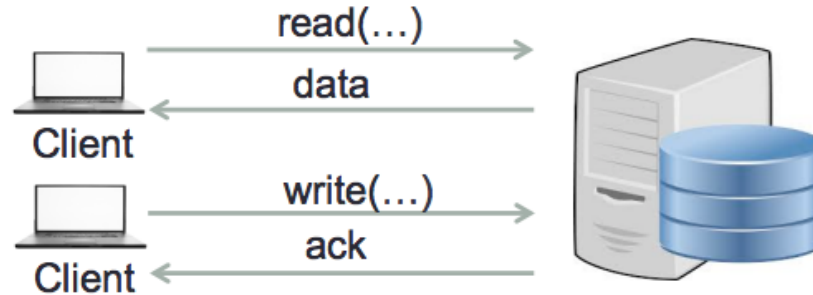 read(…)
data
Client
write(…)
ack
Client